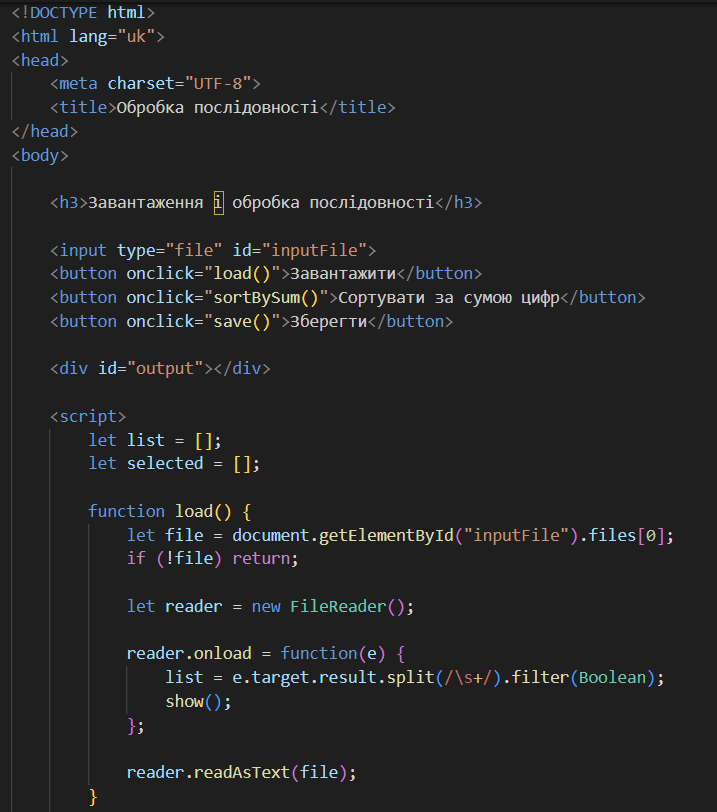 <!DOCTYPE html>
<html lang="uk">
<head>
    <meta charset="UTF-8">
    <title>Обробка послідовності</title>
</head>
<body>

    <h3>Завантаження і обробка послідовності</h3>

    <input type="file" id="inputFile">
    <button onclick="load()">Завантажити</button>
    <button onclick="sortBySum()">Сортувати за сумою цифр</button>
    <button onclick="save()">Зберегти</button>

    <div id="output"></div>

    <script>
        let list = [];
        let selected = [];

        function load() {
            let file = document.getElementById("inputFile").files[0];
            if (!file) return;

            let reader = new FileReader();

            reader.onload = function(e) {
                list = e.target.result.split(/\s+/).filter(Boolean);
                show();
            };

            reader.readAsText(file);
        }